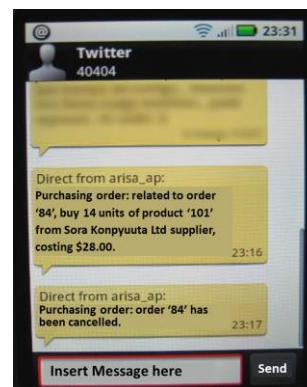 @ 23:31
Twitter
40404
Direct from arisa_ap:
Purchasing order: related to order
‘84’, buy 14 units of product ‘101’
from Sora Konpyuuta Ltd supplier,
costing $28.00.
23:16
Direct from arisa_ap:
Purchasing order: order ‘84’ has
been cancelled.
23:17
Insert Message here
Send